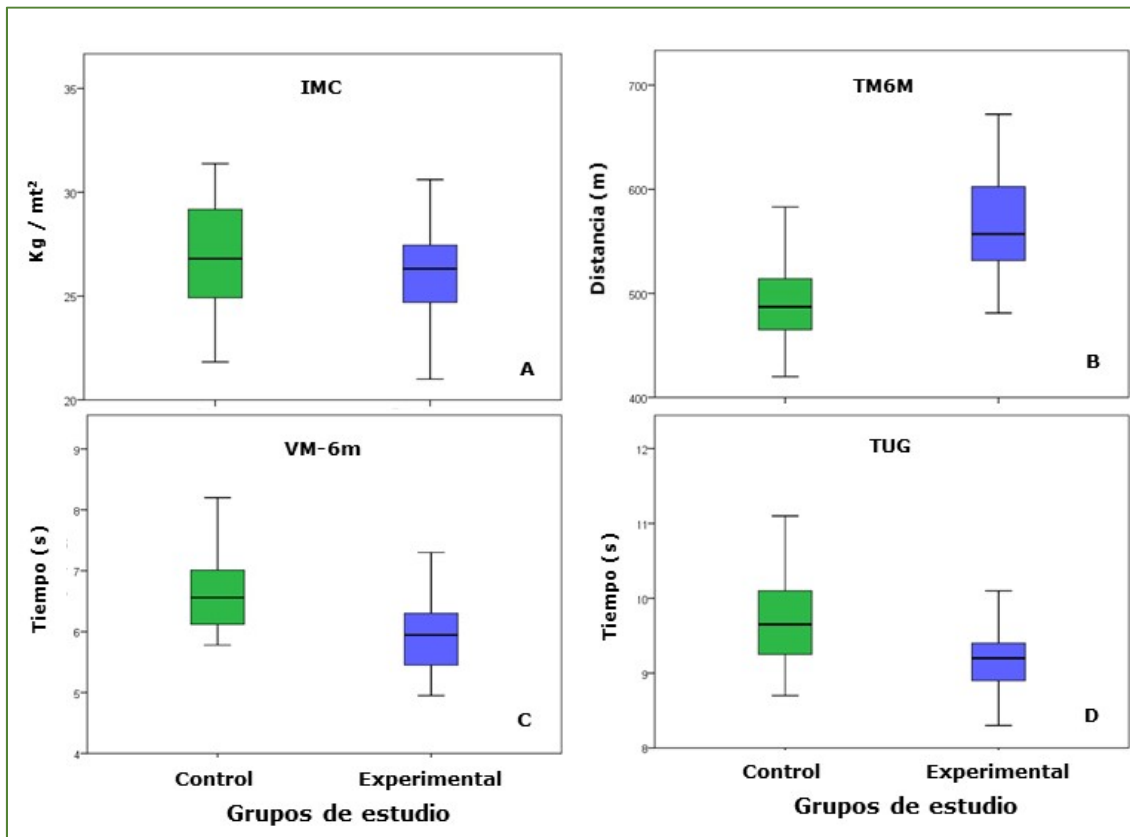 IMC
Kg / mt²
35
30
25
20
A
TM6M
Distancia (m)
700
600
500
400
B
VM-6m
Tiempo (s)
9
8
7
6
5
4
C
Control
Experimental
Grupos de estudio
TUG
Tiempo (s)
12
11
10
9
8
D
Control
Experimental
Grupos de estudio